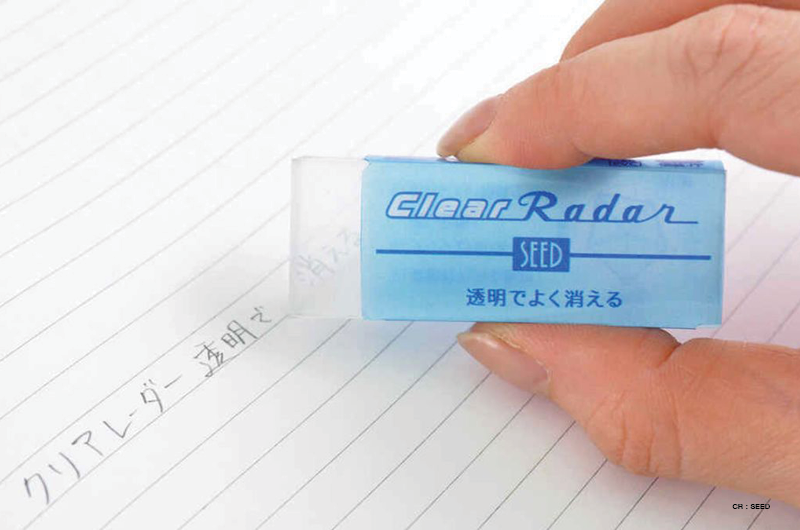 Clear Radar
SEED
透明でよく消える
クリアレーダー 透明で
消える
CR : SEED